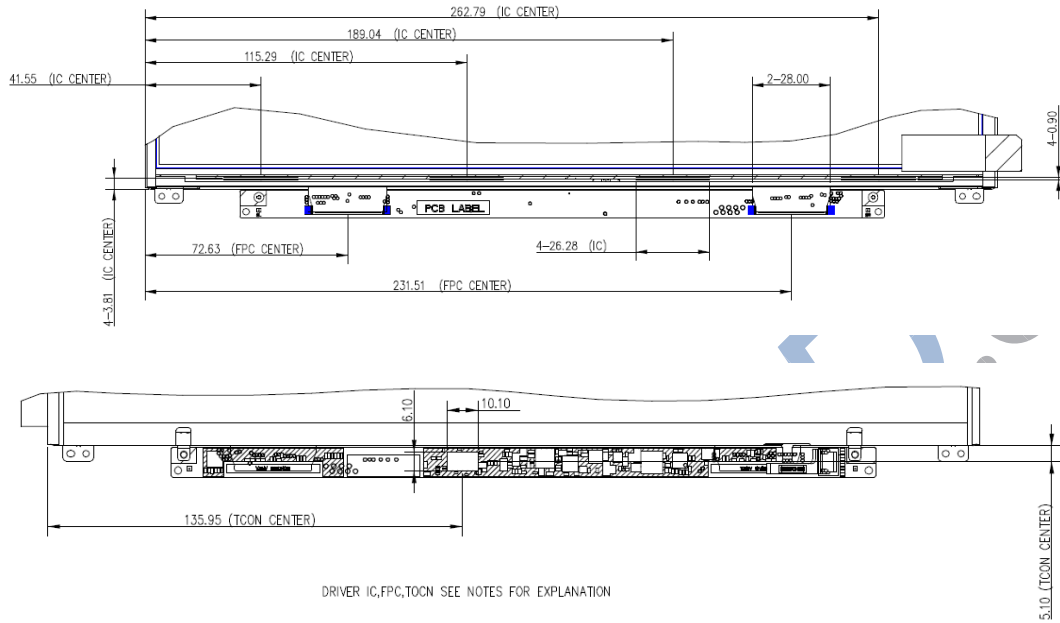 262.79 (IC CENTER)
189.04 (IC CENTER)
115.29 (IC CENTER)
41.55 (IC CENTER)
2-28.00
4-0.90
PCB LABEL
72.63 (FPC CENTER)
4-26.28 (IC)
231.51 (FPC CENTER)
4-3.81 (IC CENTER)
6.10
10.10
135.95 (TCON CENTER)
5.10 (TCON CENTER)
DRIVER IC,FPC,TOCN SEE NOTES FOR EXPLANATION